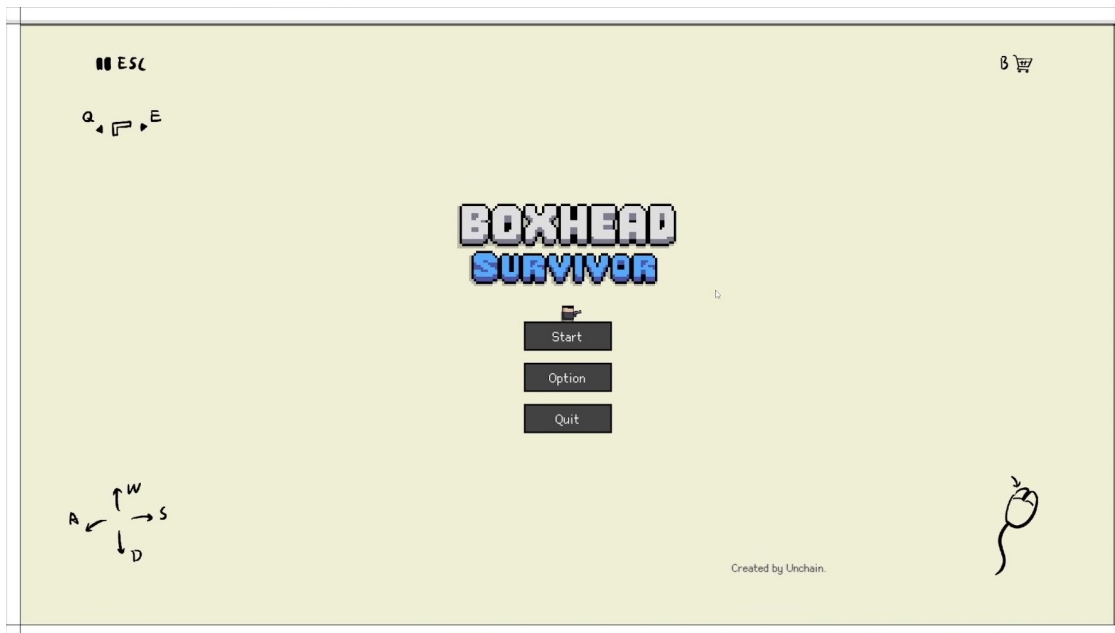 ESC
B
Q E
BOXHEAD
SURVIVOR
Start
Option
Quit
W
A S
D
Created by Unchain.